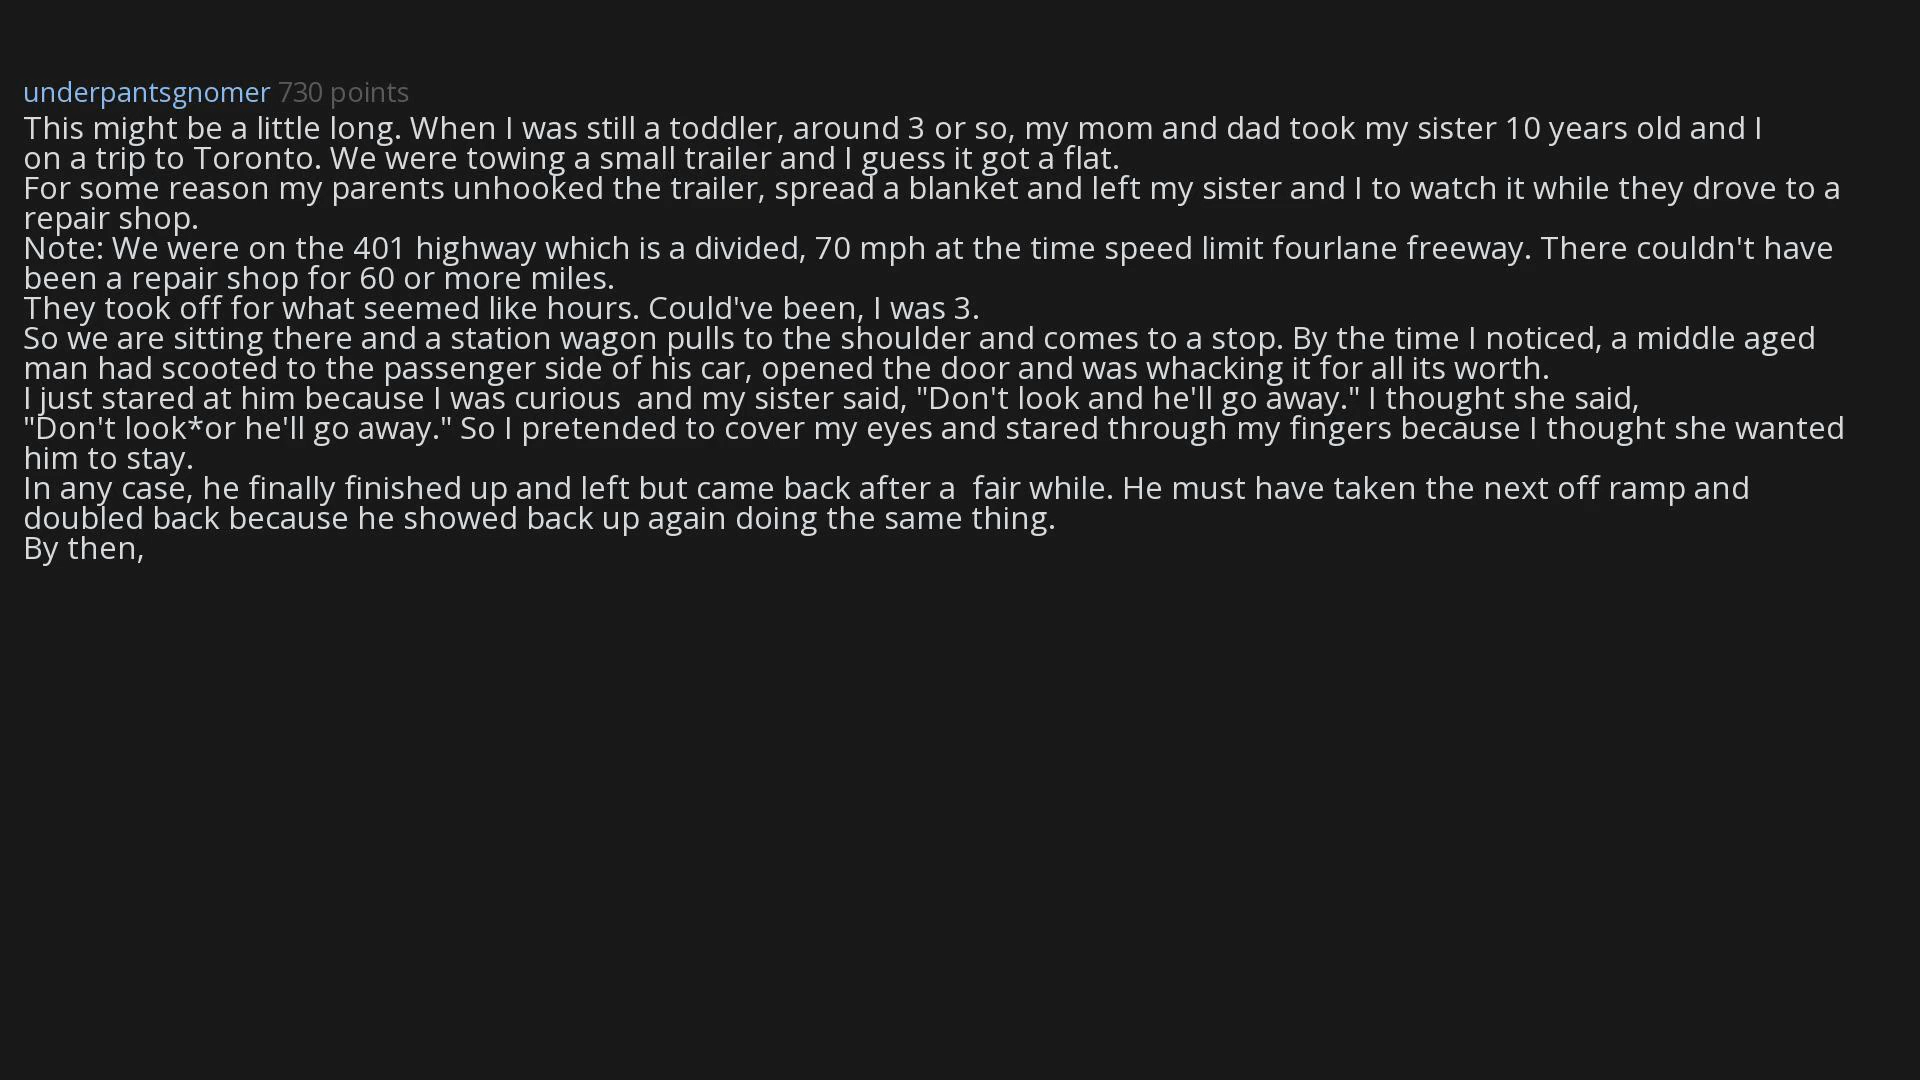 underpantsgnomer 730 points
This might be a little long. When I was still a toddler, around 3 or so, my mom and dad took my sister 10 years old and I
on a trip to Toronto. We were towing a small trailer and I guess it got a flat.
For some reason my parents unhooked the trailer, spread a blanket and left my sister and I to watch it while they drove to a
repair shop.
Note: We were on the 401 highway which is a divided, 70 mph at the time speed limit fourlane freeway. There couldn't have
been a repair shop for 60 or more miles.
They took off for what seemed like hours. Could've been, I was 3.
So we are sitting there and a station wagon pulls to the shoulder and comes to a stop. By the time I noticed, a middle aged
man had scooted to the passenger side of his car, opened the door and was whacking it for all its worth.
I just stared at him because I was curious  and my sister said, "Don't look and he'll go away." I thought she said,
"Don't look*or he'll go away." So I pretended to cover my eyes and stared through my fingers because I thought she wanted
him to stay.
In any case, he finally finished up and left but came back after a  fair while. He must have taken the next off ramp and
doubled back because he showed back up again doing the same thing.
By then,